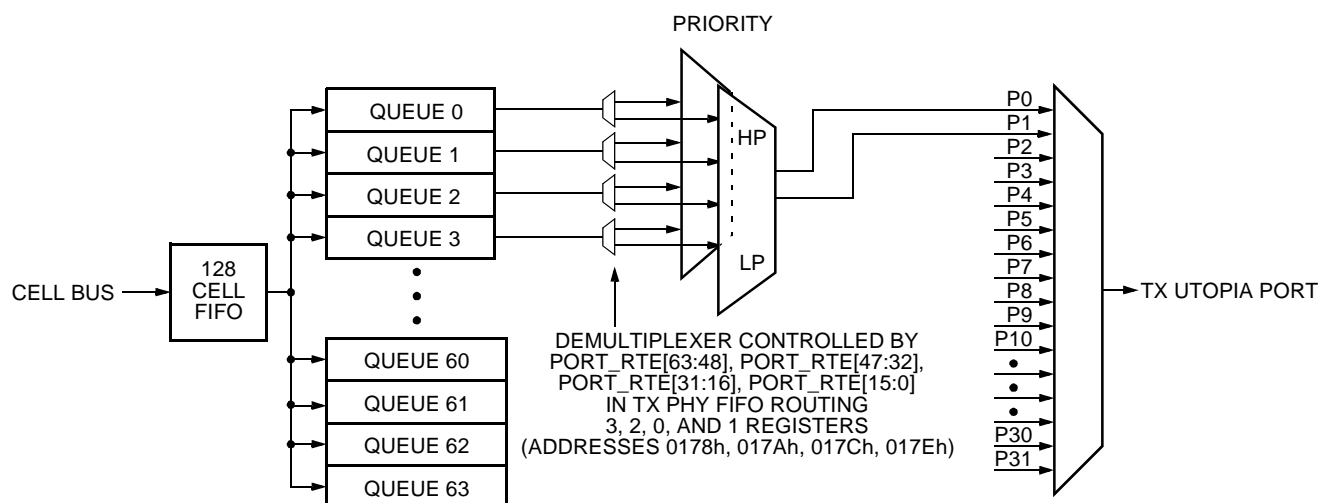 PRIORITY
QUEUE 0
QUEUE 1
QUEUE 2
QUEUE 3
HP
LP
CELL BUS
128
CELL
FIFO
QUEUE 60
QUEUE 61
QUEUE 62
QUEUE 63
DEMULTIPLEXER CONTROLLED BY
PORT_RTE[63:48], PORT_RTE[47:32],
PORT_RTE[31:16], PORT_RTE[15:0]
IN TX PHY FIFO ROUTING
3, 2, 0, AND 1 REGISTERS
(ADDRESSES 0178h, 017Ah, 017Ch, 017Eh)
P0
P1
P2
P3
P4
P5
P6
P7
P8
P9
P10
P30
P31
TX UTOPIA PORT